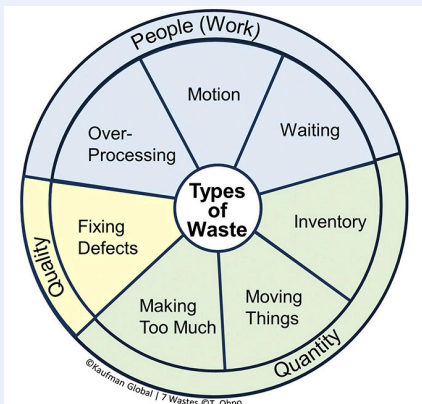 People (Work)
Motion
Waiting
Over-
Processing
Types
of
Waste
Inventory
Fixing
Defects
Quality
Making
Too Much
Moving
Things
Quantity
©Kaufman Global | 7 Wastes ©T. Ohno